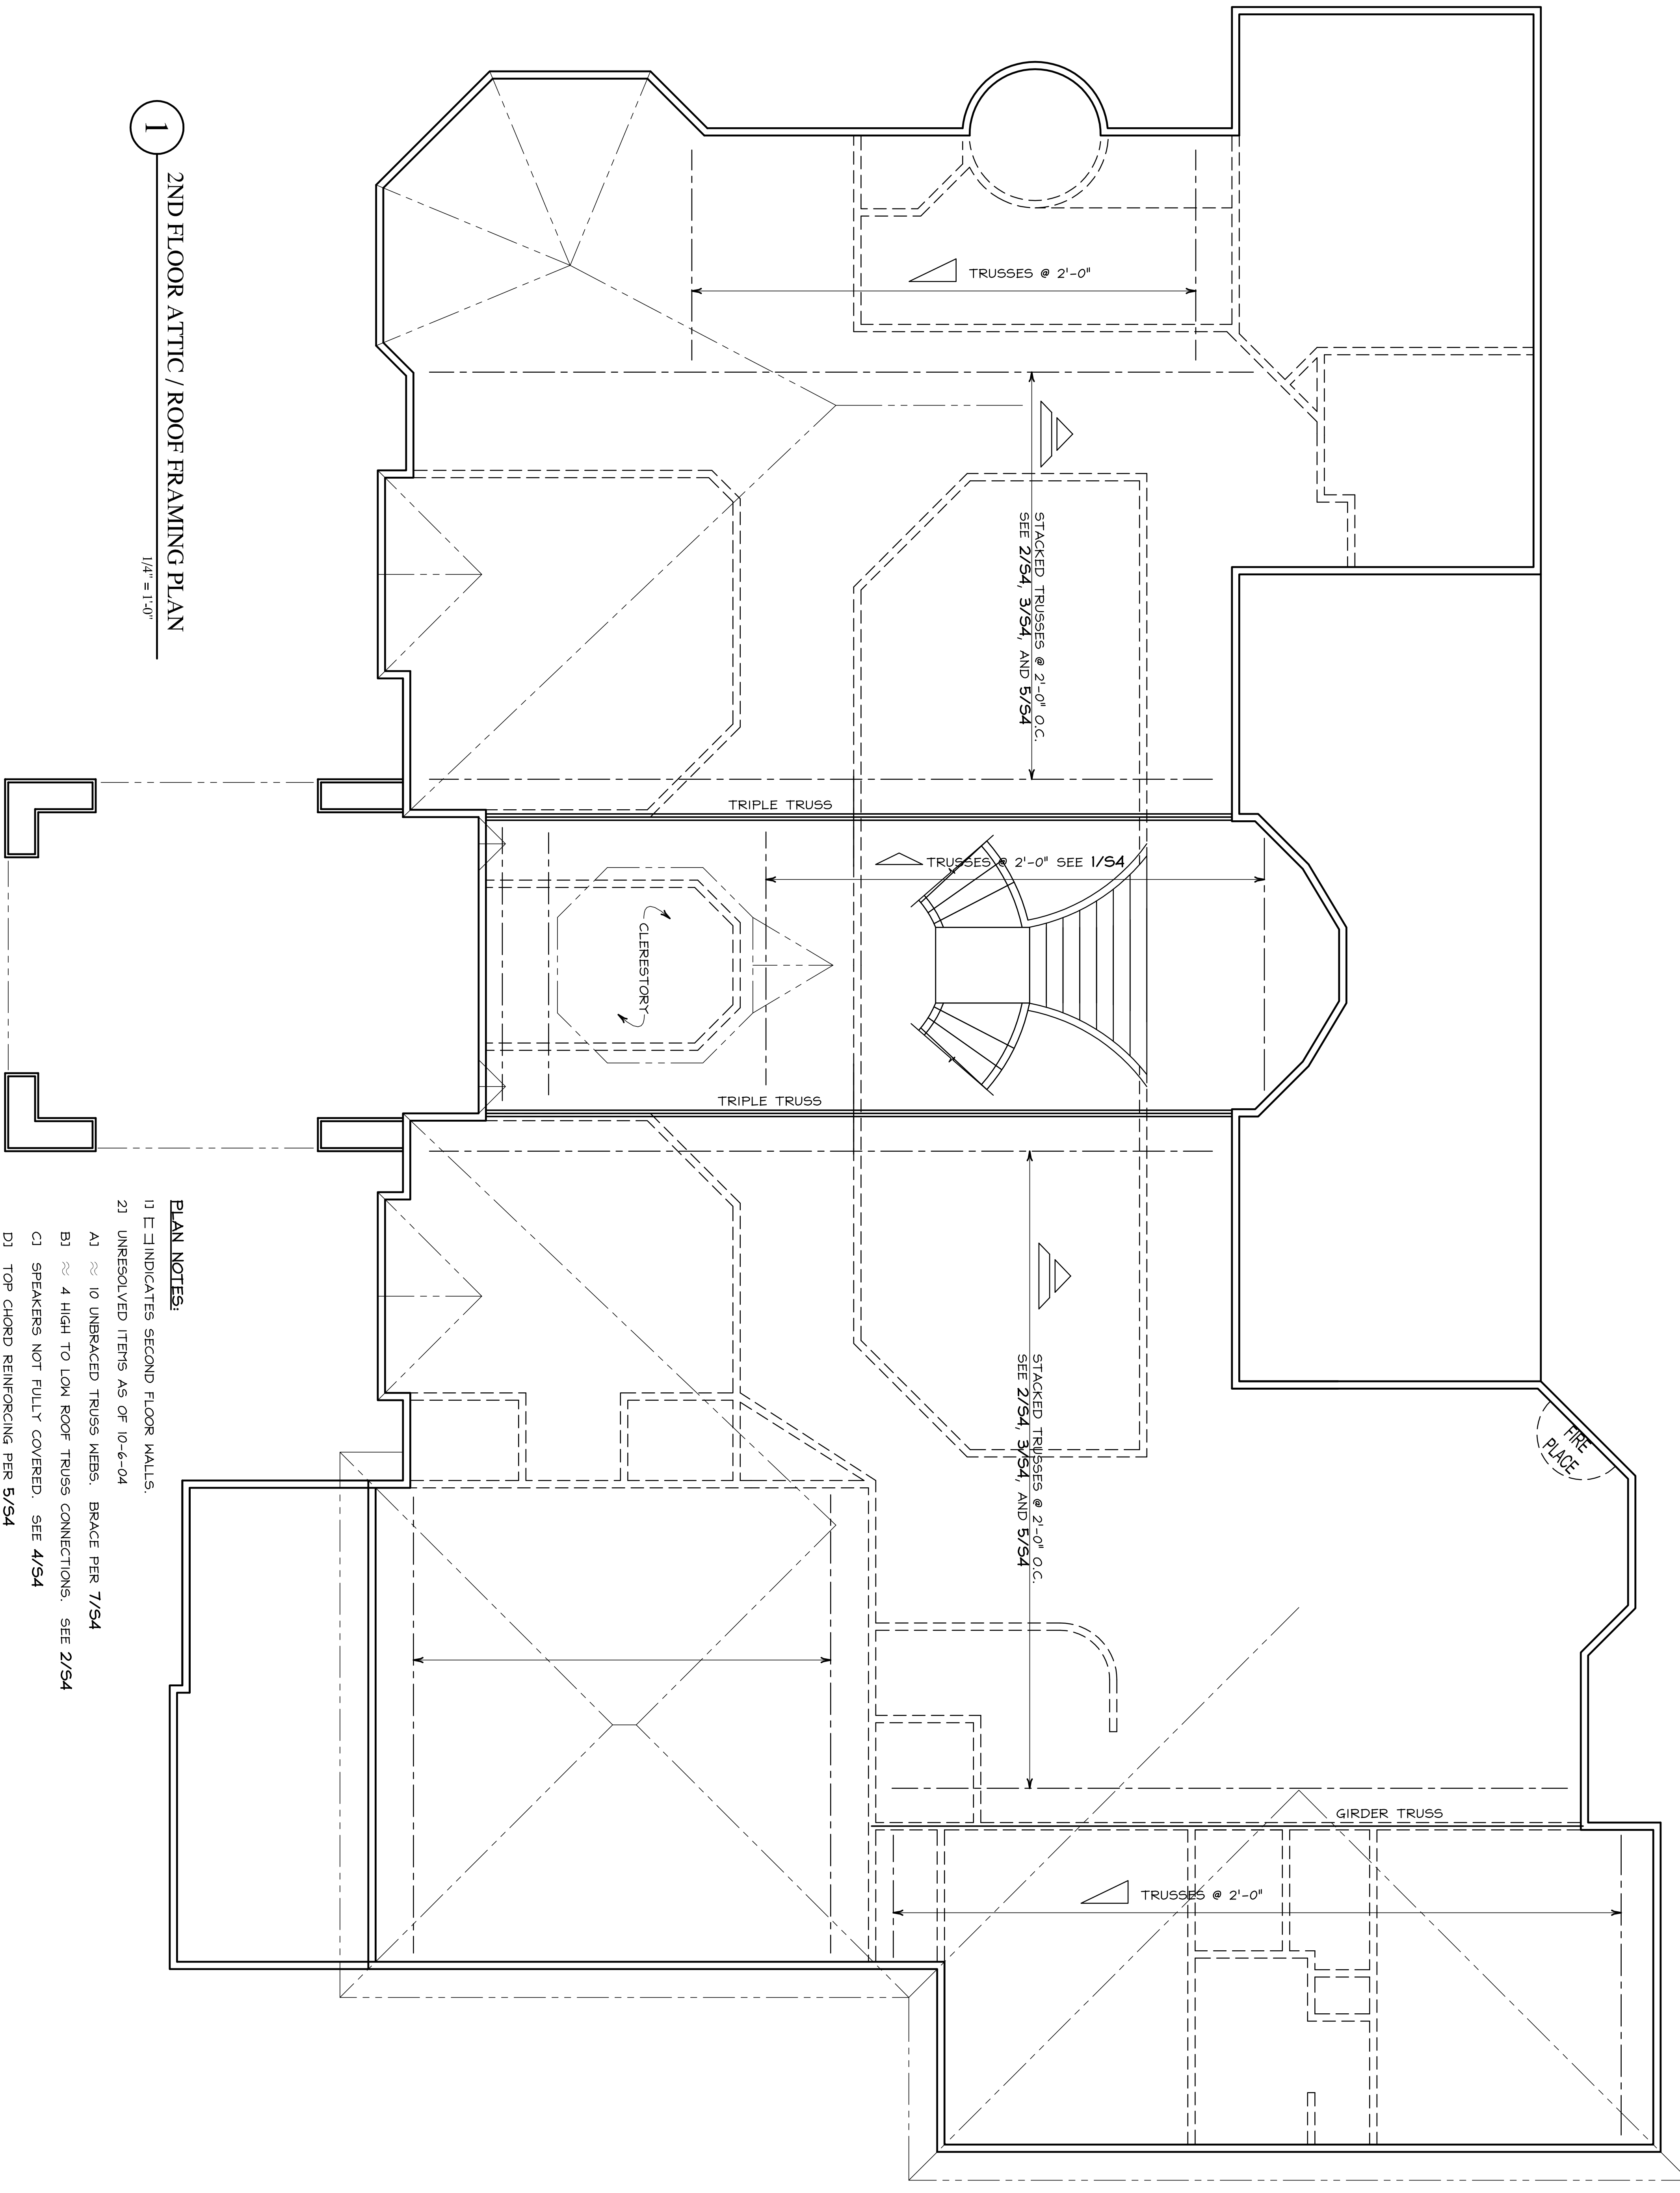 1
2ND FLOOR ATTIC / ROOF FRAMING PLAN
1/4" = 1'-0"
TRUSSES @ 2'-0"
STACKED TRUSSES @ 2'-0" O.C.
SEE 2/S4, 3/S4, AND 5/S4
TRIPLE TRUSS
TRUSSES @ 2'-0" SEE 1/S4
CLERESTORY
TRIPLE TRUSS
STACKED TRUSSES @ 2'-0" O.C.
SEE 2/S4, 3/S4, AND 5/S4
FIRE
PLACE
GIRDER TRUSS
TRUSSES @ 2'-0"
PLAN NOTES:
1] INDICATES SECOND FLOOR WALLS.
2] UNRESOLVED ITEMS AS OF 10-6-04
A] ≈ 10 UNBRACED TRUSS WEBS. BRACE PER 7/S4
B] ≈ 4 HIGH TO LOW ROOF TRUSS CONNECTIONS. SEE 2/S4
C] SPEAKERS NOT FULLY COVERED. SEE 4/S4
D] TOP CHORD REINFORCING PER 5/S4